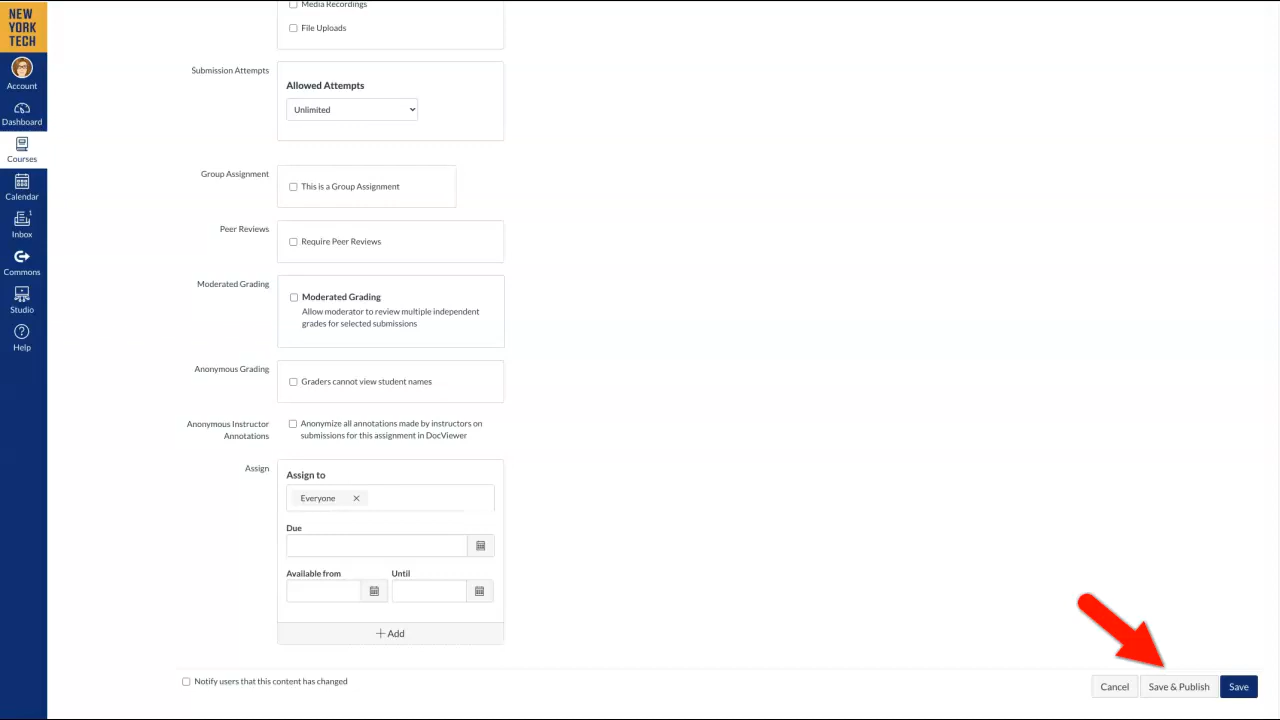 NEW
YORK
TECH
Account
Dashboard
Courses
Calendar
1
Inbox
Commons
Studio
Help
Media Recordings
File Uploads
Submission Attempts
Allowed Attempts
Unlimited
Group Assignment
This is a Group Assignment
Peer Reviews
Require Peer Reviews
Moderated Grading
Moderated Grading
Allow moderator to review multiple independent
grades for selected submissions
Anonymous Grading
Graders cannot view student names
Anonymous Instructor
Annotations
Anonymize all annotations made by instructors on
submissions for this assignment in DocViewer
Assign
Assign to
Everyone
Due
Available from
Until
Add
Notify users that this content has changed
Cancel
Save & Publish
Save